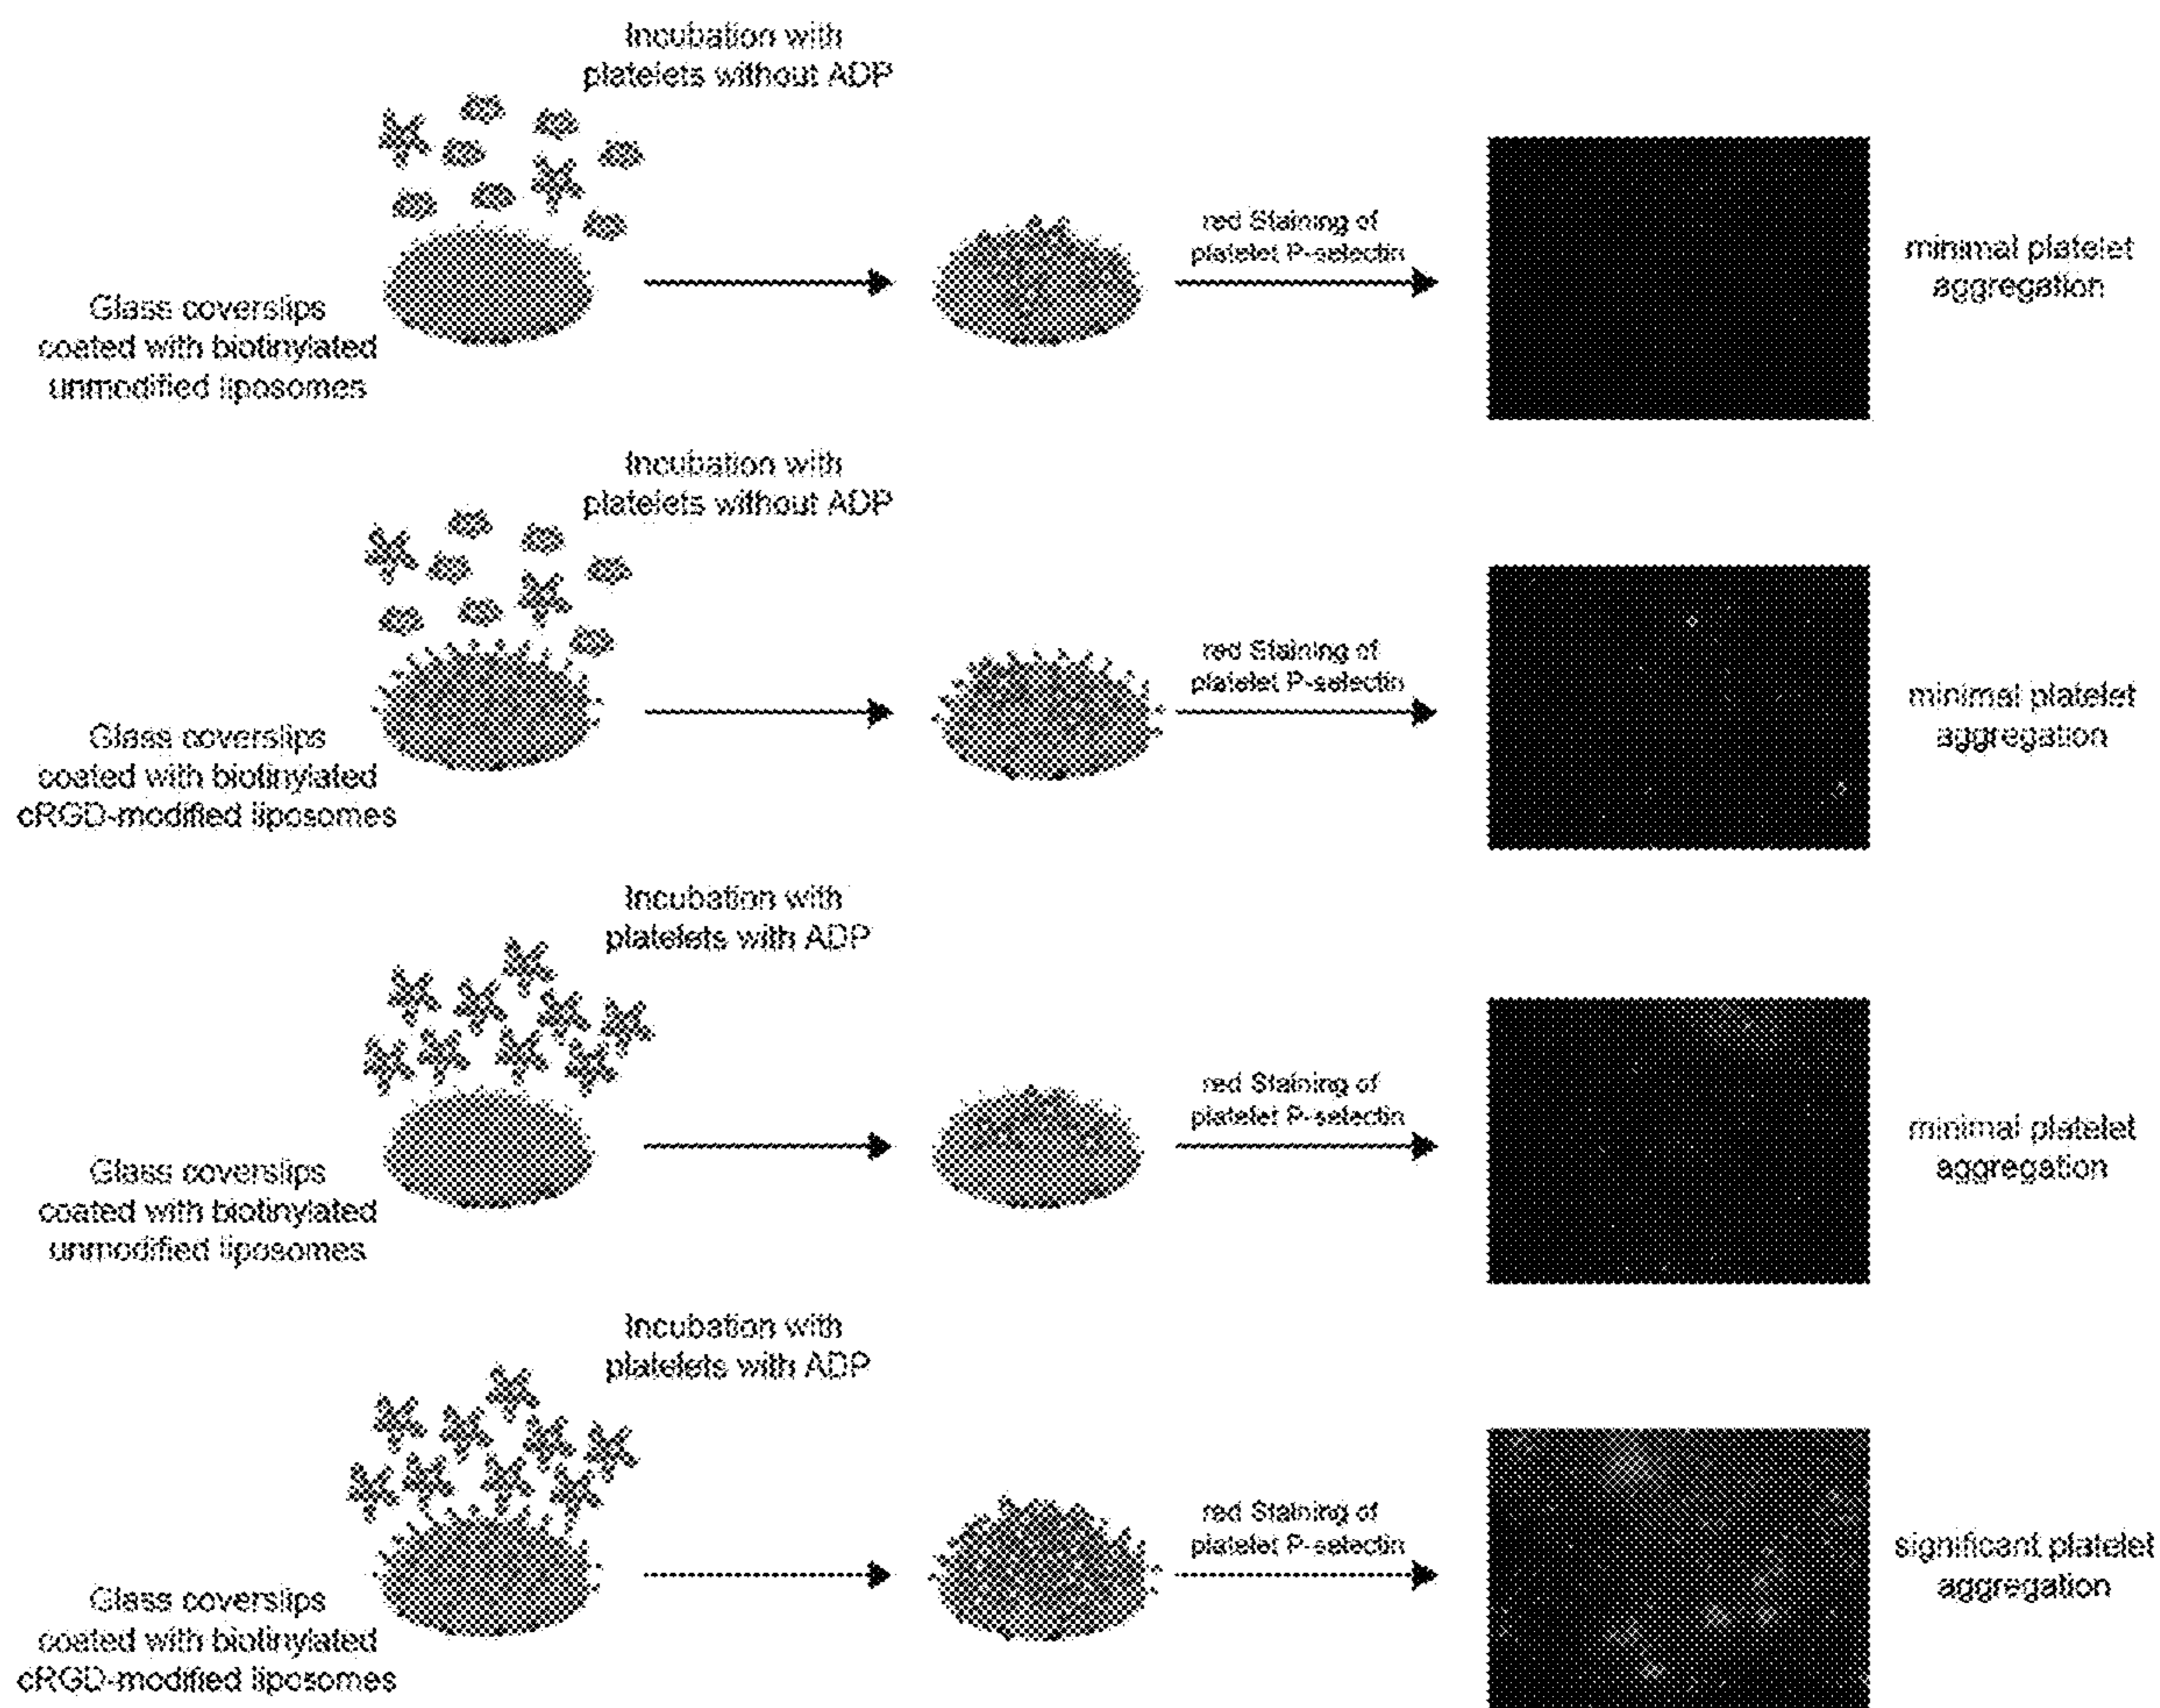 Incubation with
platelets without ADP
Glass coverslips
coated with biotinylated
unmodified liposomes
red Staining of
platelet P-selectin
minimal platelet
aggregation
Incubation with
platelets without ADP
Glass coverslips
coated with biotinylated
cRGD-modified liposomes
red Staining of
platelet P-selectin
minimal platelet
aggregation
Incubation with
platelets with ADP
Glass coverslips
coated with biotinylated
unmodified liposomes
red Staining of
platelet P-selectin
minimal platelet
aggregation
Incubation with
platelets with ADP
Glass coverslips
coated with biotinylated
cRGD-modified liposomes
red Staining of
platelet P-selectin
significant platelet
aggregation